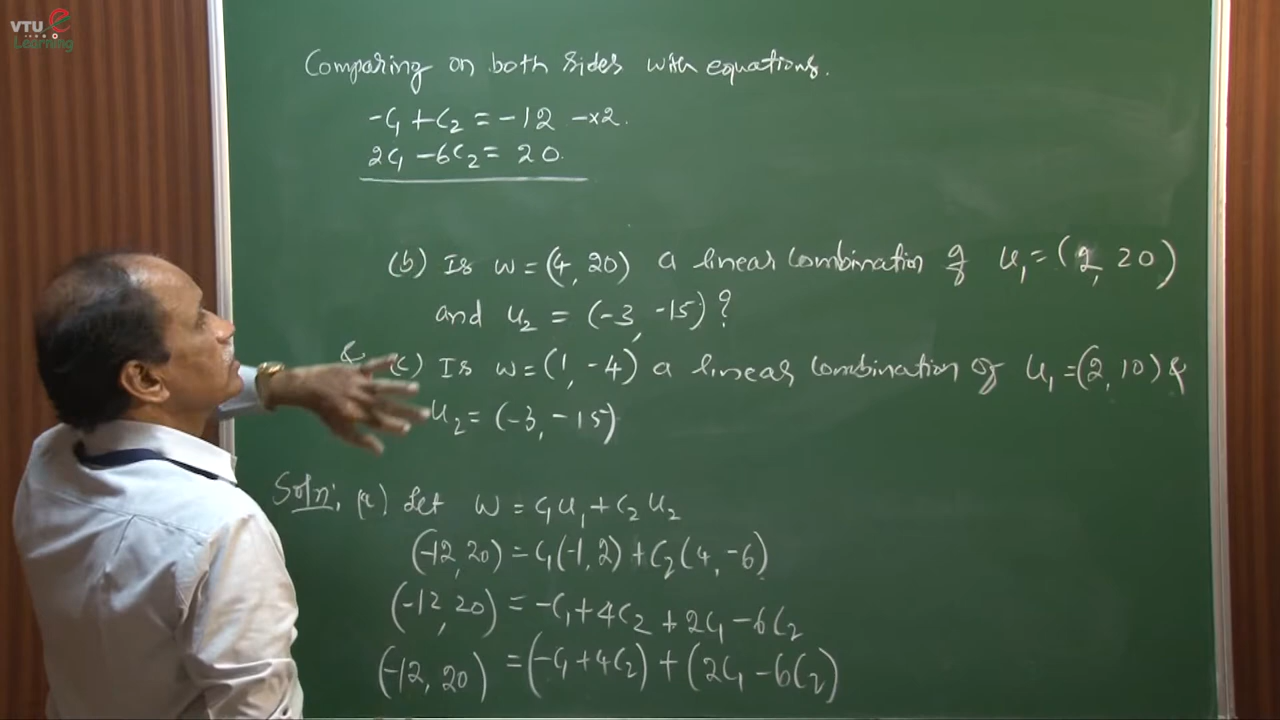 VTU e
Learning
Comparing on both sides with equations.
-C₁ + C₂ = -12 -×2.
2C₁ - 6C₂ = 20.
(b) Is w = (4, 20) a linear combination of u₁ = (2, 20)
and u₂ = (-3, -15)?
& (c) Is w = (1, -4) a linear combination of u₁ = (2, 10) &
u₂ = (-3, -15)
Soln; (a) Let w = C₁u₁ + C₂u₂
(-12, 20) = C₁(-1, 2) + C₂(4, -6)
(-12, 20) = -C₁ + 4C₂ + 2C₁ - 6C₂
(-12, 20) = (-C₁ + 4C₂) + (2C₁ - 6C₂)